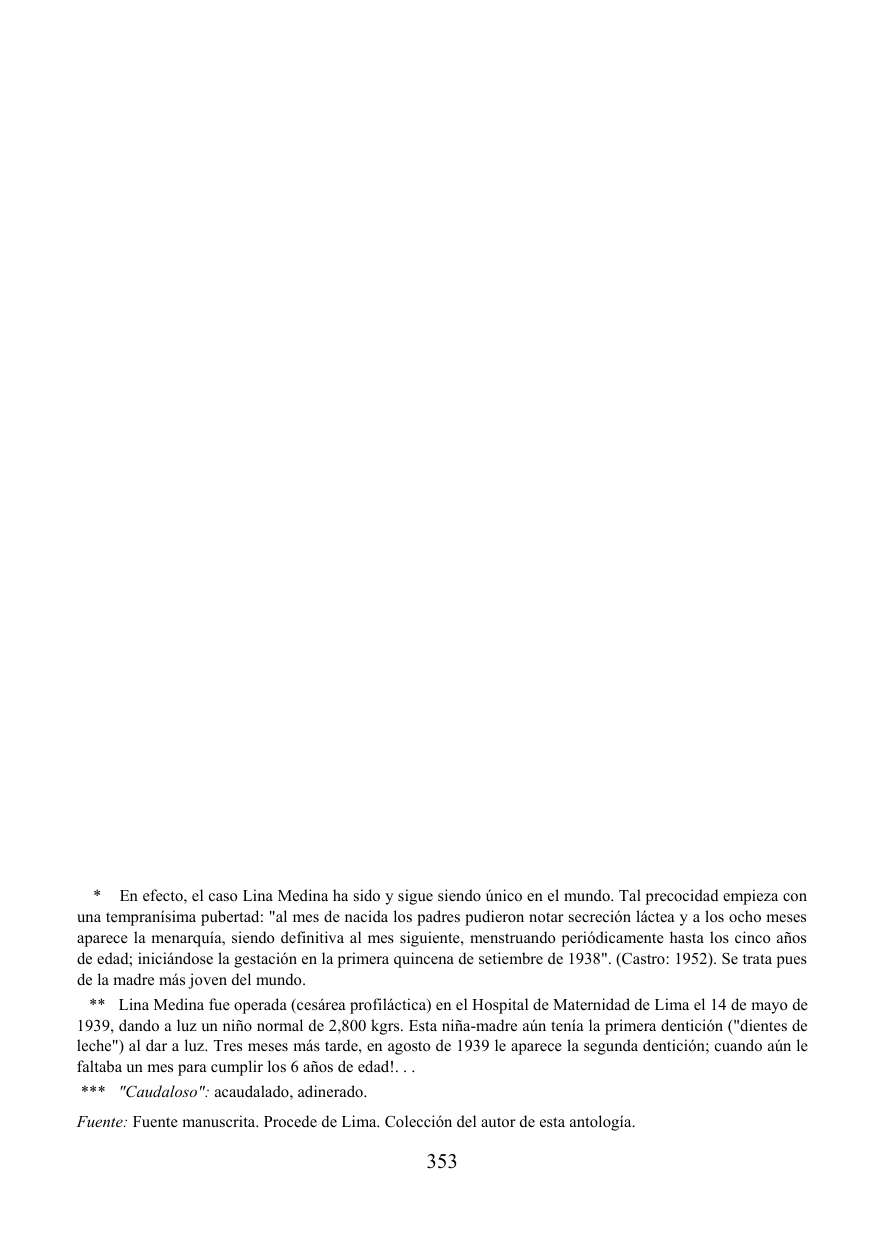 * En efecto, el caso Lina Medina ha sido y sigue siendo único en el mundo. Tal precocidad empieza con
una tempranísima pubertad: "al mes de nacida los padres pudieron notar secreción láctea y a los ocho meses
aparece la menarquía, siendo definitiva al mes siguiente, menstruando periódicamente hasta los cinco años
de edad; iniciándose la gestación en la primera quincena de setiembre de 1938". (Castro: 1952). Se trata pues
de la madre más joven del mundo.
** Lina Medina fue operada (cesárea profiláctica) en el Hospital de Maternidad de Lima el 14 de mayo de
1939, dando a luz un niño normal de 2,800 kgrs. Esta niña-madre aún tenía la primera dentición ("dientes de
leche") al dar a luz. Tres meses más tarde, en agosto de 1939 le aparece la segunda dentición; cuando aún le
faltaba un mes para cumplir los 6 años de edad!. . .
*** "Caudaloso": acaudalado, adinerado.
Fuente: Fuente manuscrita. Procede de Lima. Colección del autor de esta antología.
353